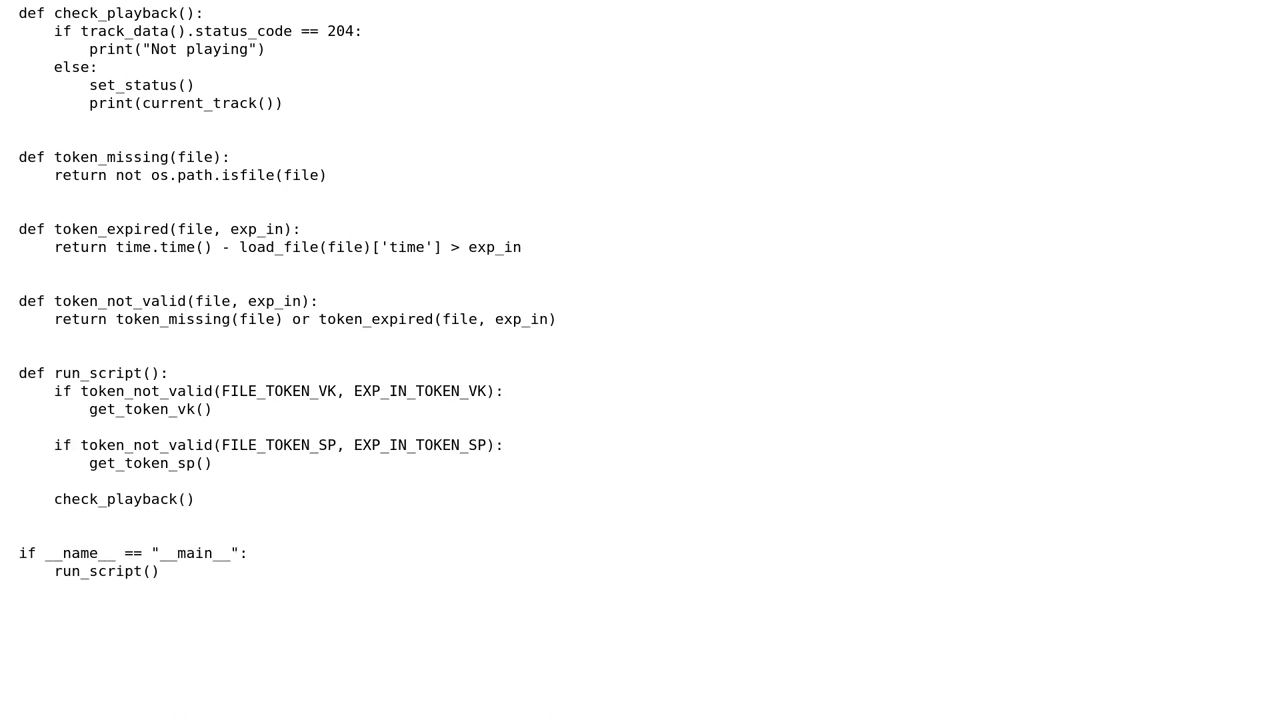 def check_playback():
    if track_data().status_code == 204:
        print("Not playing")
    else:
        set_status()
        print(current_track())


def token_missing(file):
    return not os.path.isfile(file)


def token_expired(file, exp_in):
    return time.time() - load_file(file)['time'] > exp_in


def token_not_valid(file, exp_in):
    return token_missing(file) or token_expired(file, exp_in)


def run_script():
    if token_not_valid(FILE_TOKEN_VK, EXP_IN_TOKEN_VK):
        get_token_vk()

    if token_not_valid(FILE_TOKEN_SP, EXP_IN_TOKEN_SP):
        get_token_sp()

    check_playback()


if __name__ == "__main__":
    run_script()